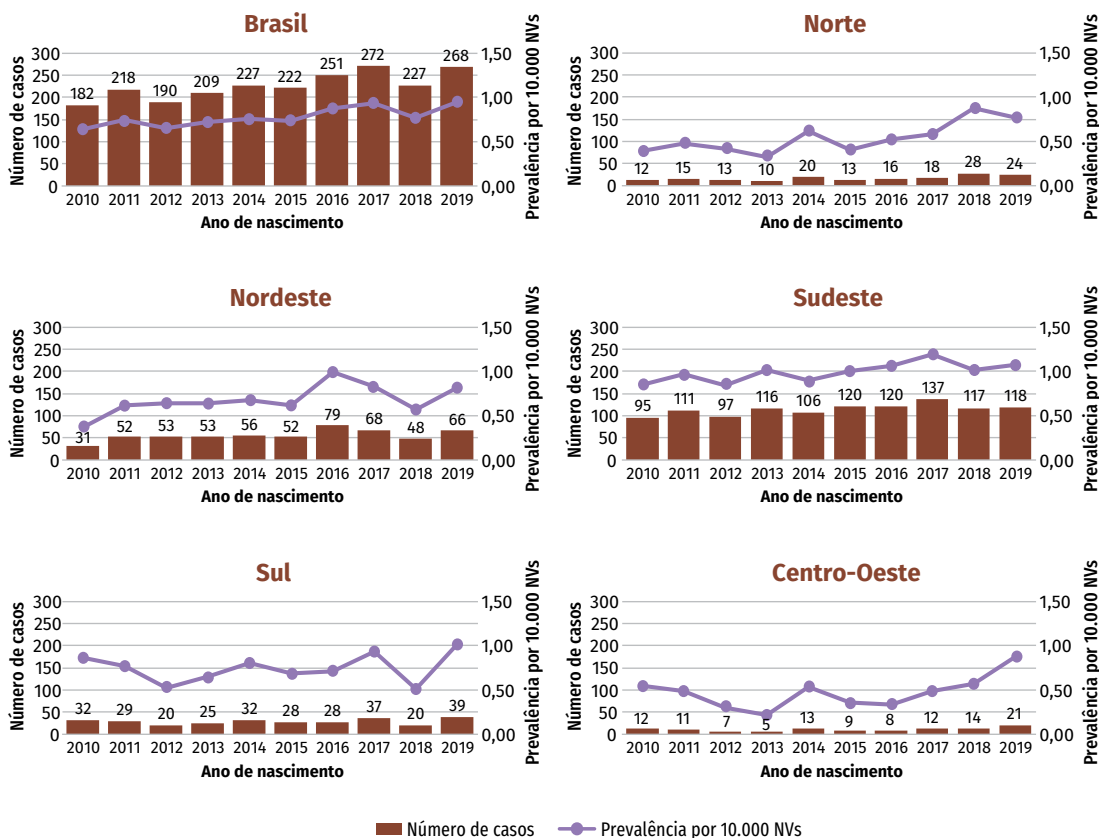 Brasil
Número de casos
300
250
200
150
100
50
0
182 218 190 209 227 222 251 272 227 268
1,50
1,00
0,50
0,00
Prevalência por 10.000 NVs
2010 2011 2012 2013 2014 2015 2016 2017 2018 2019
Ano de nascimento
Norte
Número de casos
300
250
200
150
100
50
0
12 15 13 10 20 13 16 18 28 24
1,50
1,00
0,50
0,00
Prevalência por 10.000 NVs
2010 2011 2012 2013 2014 2015 2016 2017 2018 2019
Ano de nascimento
Nordeste
Número de casos
300
250
200
150
100
50
0
31 52 53 53 56 52 79 68 48 66
1,50
1,00
0,50
0,00
Prevalência por 10.000 NVs
2010 2011 2012 2013 2014 2015 2016 2017 2018 2019
Ano de nascimento
Sudeste
Número de casos
300
250
200
150
100
50
0
95 111 97 116 106 120 120 137 117 118
1,50
1,00
0,50
0,00
Prevalência por 10.000 NVs
2010 2011 2012 2013 2014 2015 2016 2017 2018 2019
Ano de nascimento
Sul
Número de casos
300
250
200
150
100
50
0
32 29 20 25 32 28 28 37 20 39
1,50
1,00
0,50
0,00
Prevalência por 10.000 NVs
2010 2011 2012 2013 2014 2015 2016 2017 2018 2019
Ano de nascimento
Centro-Oeste
Número de casos
300
250
200
150
100
50
0
12 11 7 5 13 9 8 12 14 21
1,50
1,00
0,50
0,00
Prevalência por 10.000 NVs
2010 2011 2012 2013 2014 2015 2016 2017 2018 2019
Ano de nascimento
Número de casos Prevalência por 10.000 NVs